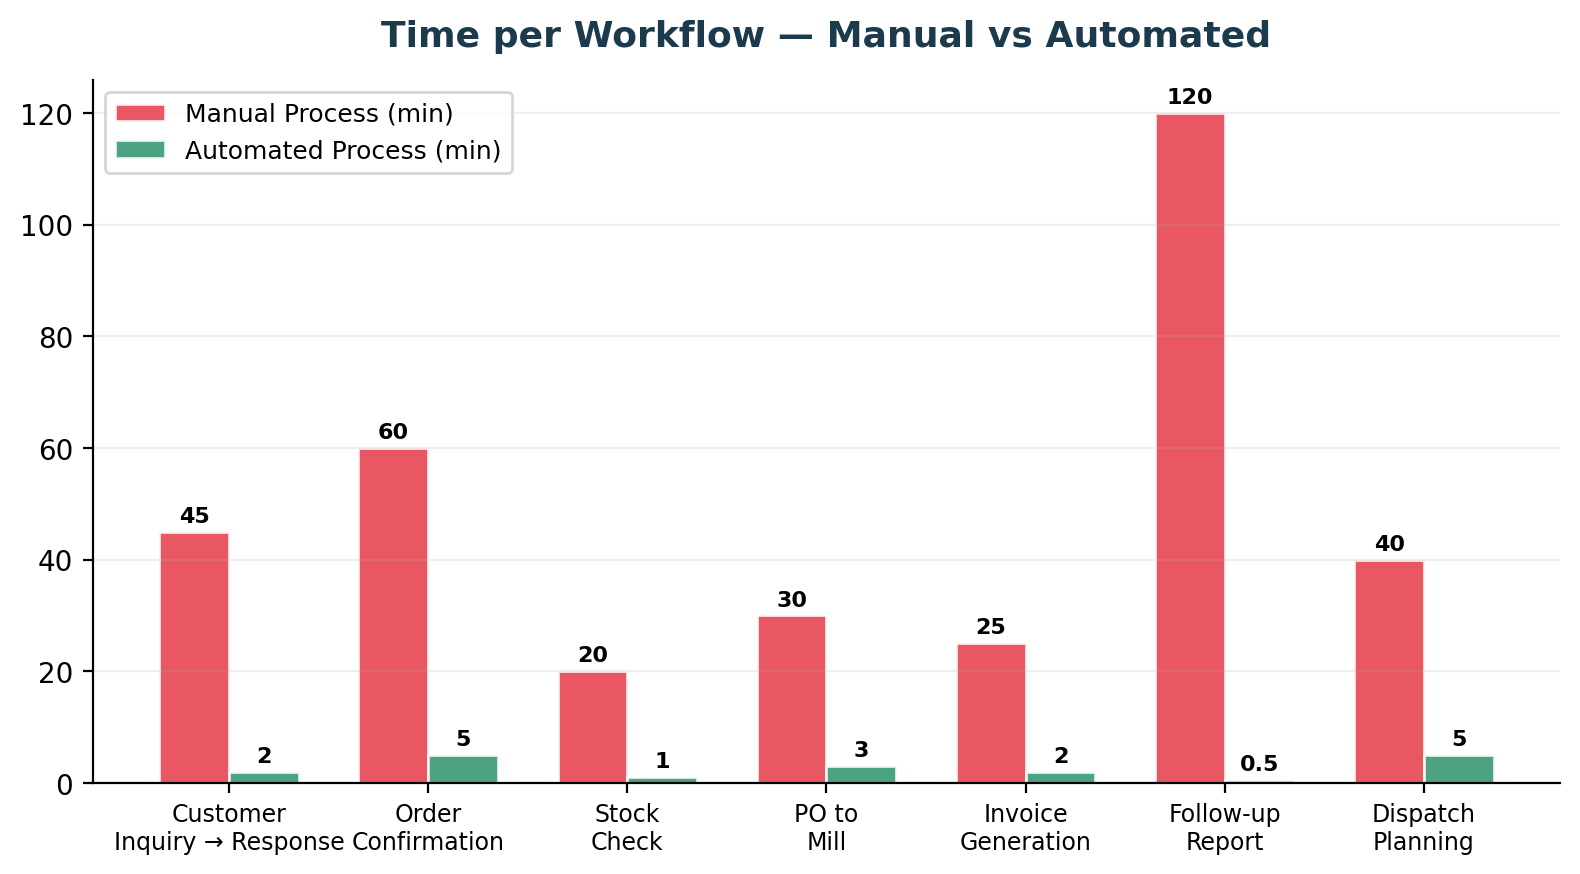 Time per Workflow — Manual vs Automated
Manual Process (min)
Automated Process (min)
120
100
80
60
40
20
0
45
2
60
5
20
1
30
3
25
2
120
0.5
40
5
Customer
Inquiry → Response
Order
Confirmation
Stock
Check
PO to
Mill
Invoice
Generation
Follow-up
Report
Dispatch
Planning